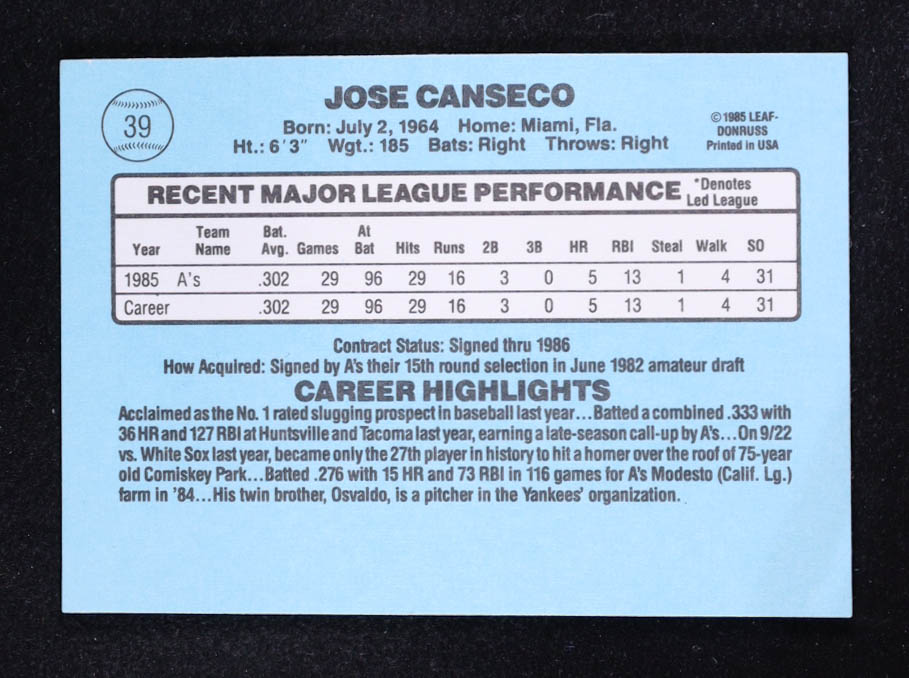 39
JOSE CANSECO
Born: July 2, 1964 Home: Miami, Fla.
Ht.: 6'3" Wgt.: 185 Bats: Right Throws: Right
©1985 LEAF-
DONRUSS
Printed in USA
RECENT MAJOR LEAGUE PERFORMANCE
*Denotes
Led League
Year Team Name Bat. Avg. Games At Bat Hits Runs 2B 3B HR RBI Steal Walk SO
1985 A's .302 29 96 29 16 3 0 5 13 1 4 31
Career .302 29 96 29 16 3 0 5 13 1 4 31
Contract Status: Signed thru 1986
How Acquired: Signed by A's their 15th round selection in June 1982 amateur draft
CAREER HIGHLIGHTS
Acclaimed as the No. 1 rated slugging prospect in baseball last year...Batted a combined .333 with
36 HR and 127 RBI at Huntsville and Tacoma last year, earning a late-season call-up by A's...On 9/22
vs. White Sox last year, became only the 27th player in history to hit a homer over the roof of 75-year
old Comiskey Park...Batted .276 with 15 HR and 73 RBI in 116 games for A's Modesto (Calif. Lg.)
farm in '84...His twin brother, Osvaldo, is a pitcher in the Yankees' organization.